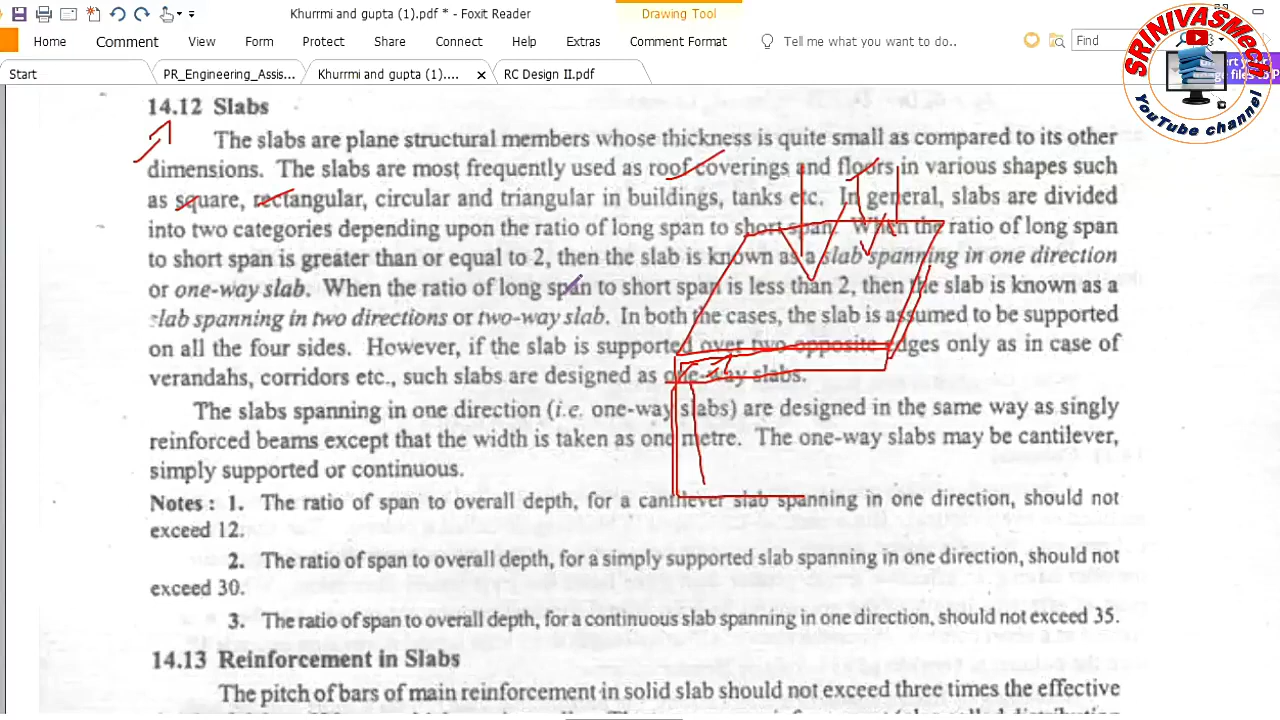 Khurrmi and gupta (1).pdf * - Foxit Reader
Drawing Tool
Home Comment View Form Protect Share Connect Help Extras Comment Format Tell me what you want to do.. Find
Start PR_Engineering_Assis... Khurrmi and gupta (1).... × RC Design II.pdf
SRINIVASMech
YouTube channel
14.12 Slabs
The slabs are plane structural members whose thickness is quite small as compared to its other
dimensions. The slabs are most frequently used as roof coverings and floors in various shapes such
as square, rectangular, circular and triangular in buildings, tanks etc. In general, slabs are divided
into two categories depending upon the ratio of long span to short span. When the ratio of long span
to short span is greater than or equal to 2, then the slab is known as a slab spanning in one direction
or one-way slab. When the ratio of long span to short span is less than 2, then the slab is known as a
slab spanning in two directions or two-way slab. In both the cases, the slab is assumed to be supported
on all the four sides. However, if the slab is supported over two opposite edges only as in case of
verandahs, corridors etc., such slabs are designed as one-way slabs.
The slabs spanning in one direction (i.e. one-way slabs) are designed in the same way as singly
reinforced beams except that the width is taken as one metre. The one-way slabs may be cantilever,
simply supported or continuous.
Notes : 1. The ratio of span to overall depth, for a cantilever slab spanning in one direction, should not
exceed 12.
2. The ratio of span to overall depth, for a simply supported slab spanning in one direction, should not
exceed 30.
3. The ratio of span to overall depth, for a continuous slab spanning in one direction, should not exceed 35.
14.13 Reinforcement in Slabs
The pitch of bars of main reinforcement in solid slab should not exceed three times the effective